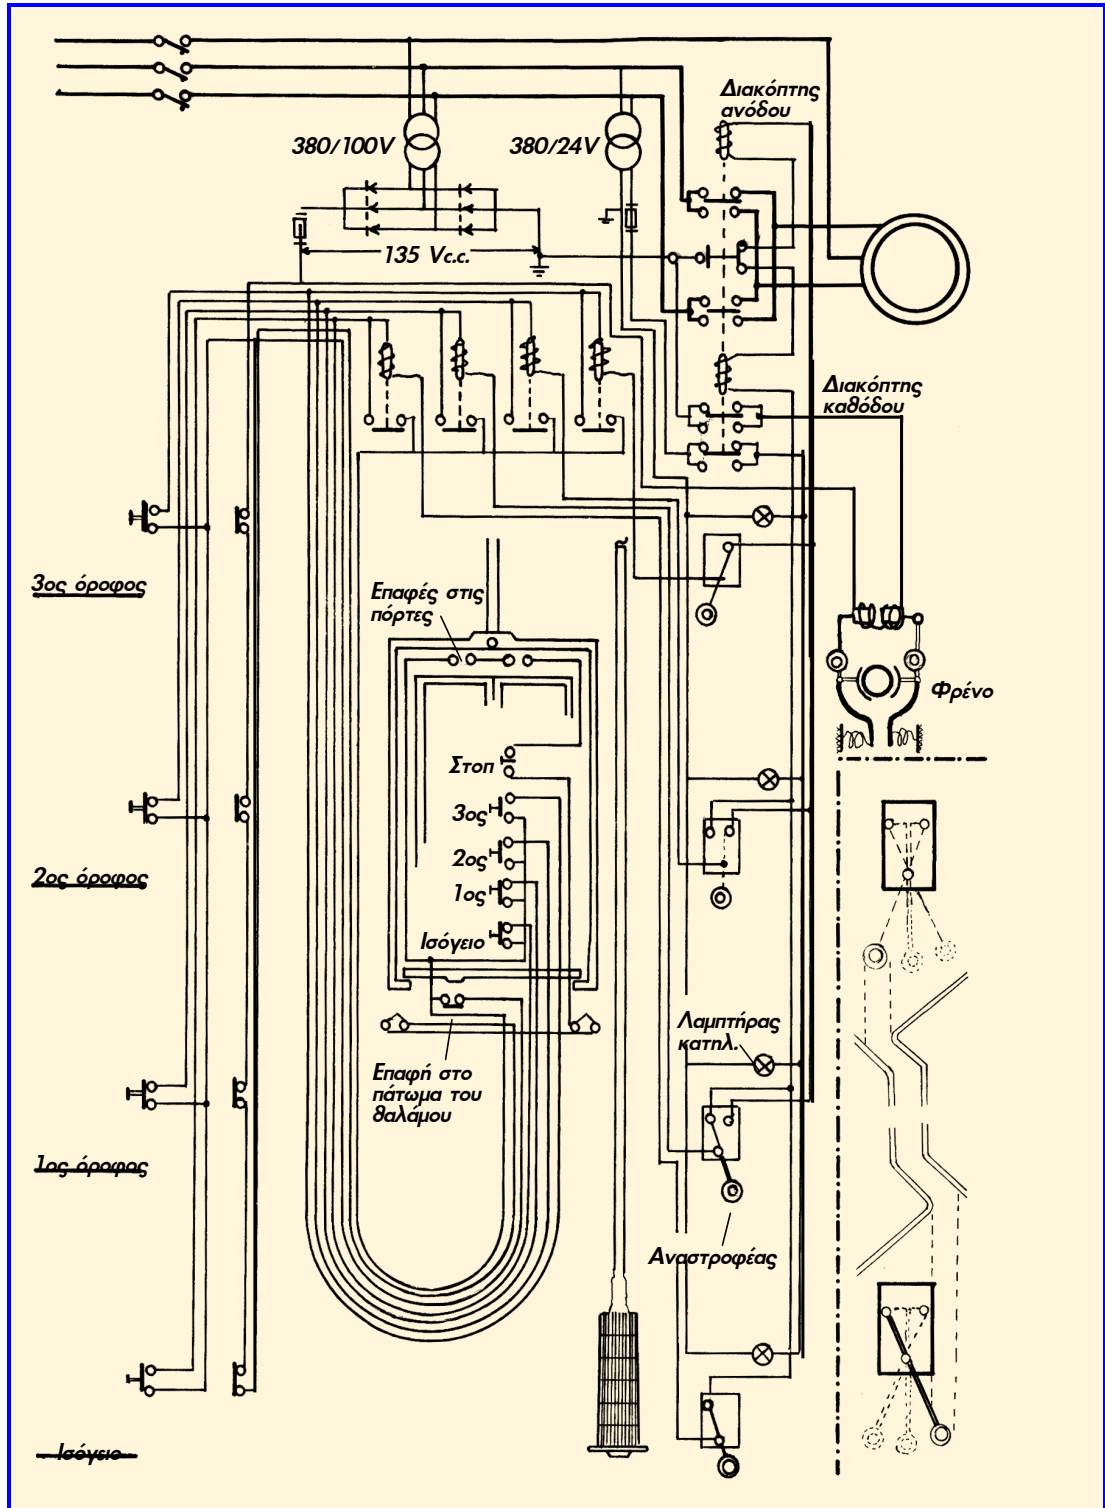 Διακόπτης
ανόδου
380/100V
380/24V
135 Vc.c.
Διακόπτης
καθόδου
3ος όροφος
Επαφές στις
πόρτες
Φρένο
Στοπ
3ος
2ος
2ος όροφος
1ος
Ισόγειο
Λαμπτήρας
κατηλ.
Επαφή στο
πάτωμα του
θαλάμου
1ος όροφος
Αναστροφέας
Ισόγειο